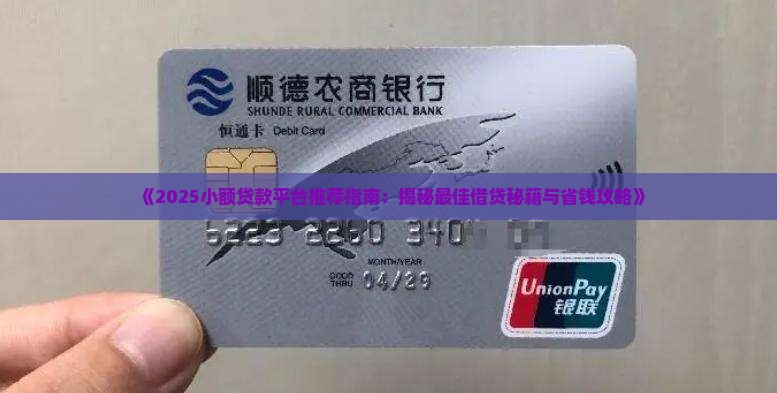 顺德农商银行
SHUNDE RURAL COMMERCIAL BANK
恒通卡 Debit Card
《2025小额贷款平台推荐指南：揭秘最佳借贷秘籍与省钱攻略》
6223 2260 340
MONTH/YEAR
GOOD THRU 04/29
UnionPay
银联